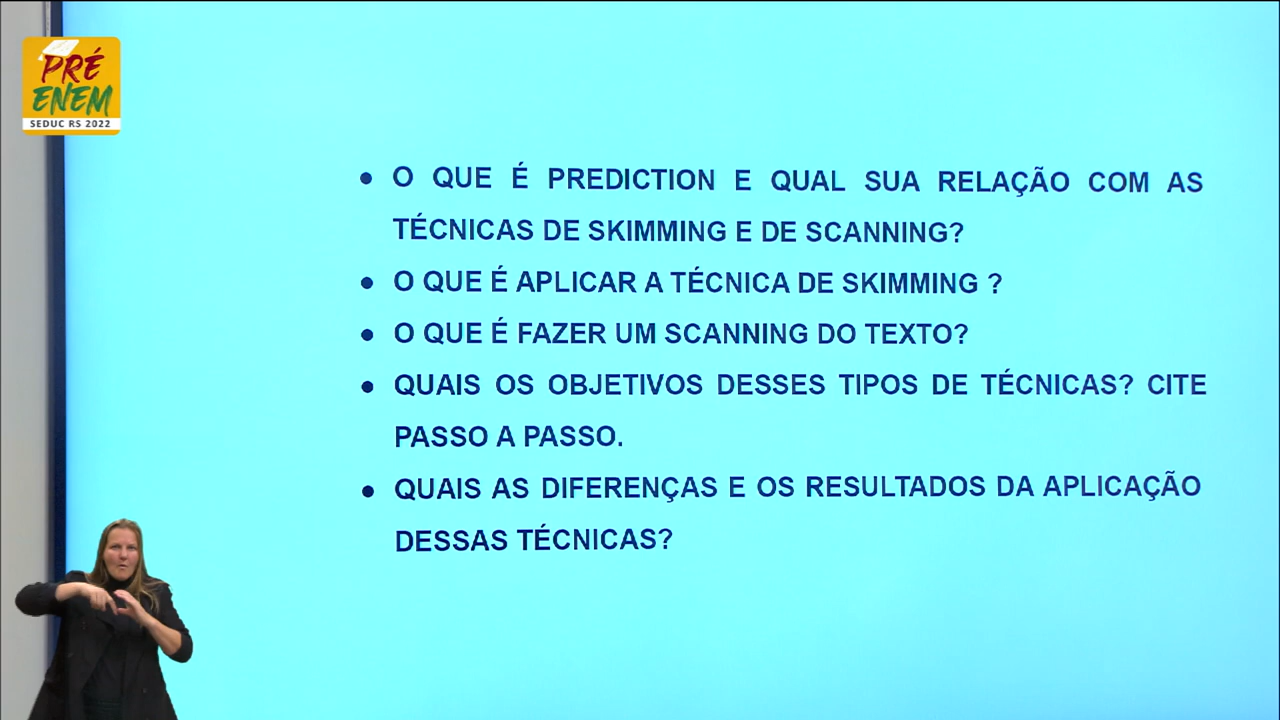 PRÉ
ENEM
SEDUC RS 2022
• O QUE É PREDICTION E QUAL SUA RELAÇÃO COM AS
TÉCNICAS DE SKIMMING E DE SCANNING?
• O QUE É APLICAR A TÉCNICA DE SKIMMING ?
• O QUE É FAZER UM SCANNING DO TEXTO?
• QUAIS OS OBJETIVOS DESSES TIPOS DE TÉCNICAS? CITE
PASSO A PASSO.
• QUAIS AS DIFERENÇAS E OS RESULTADOS DA APLICAÇÃO
DESSAS TÉCNICAS?